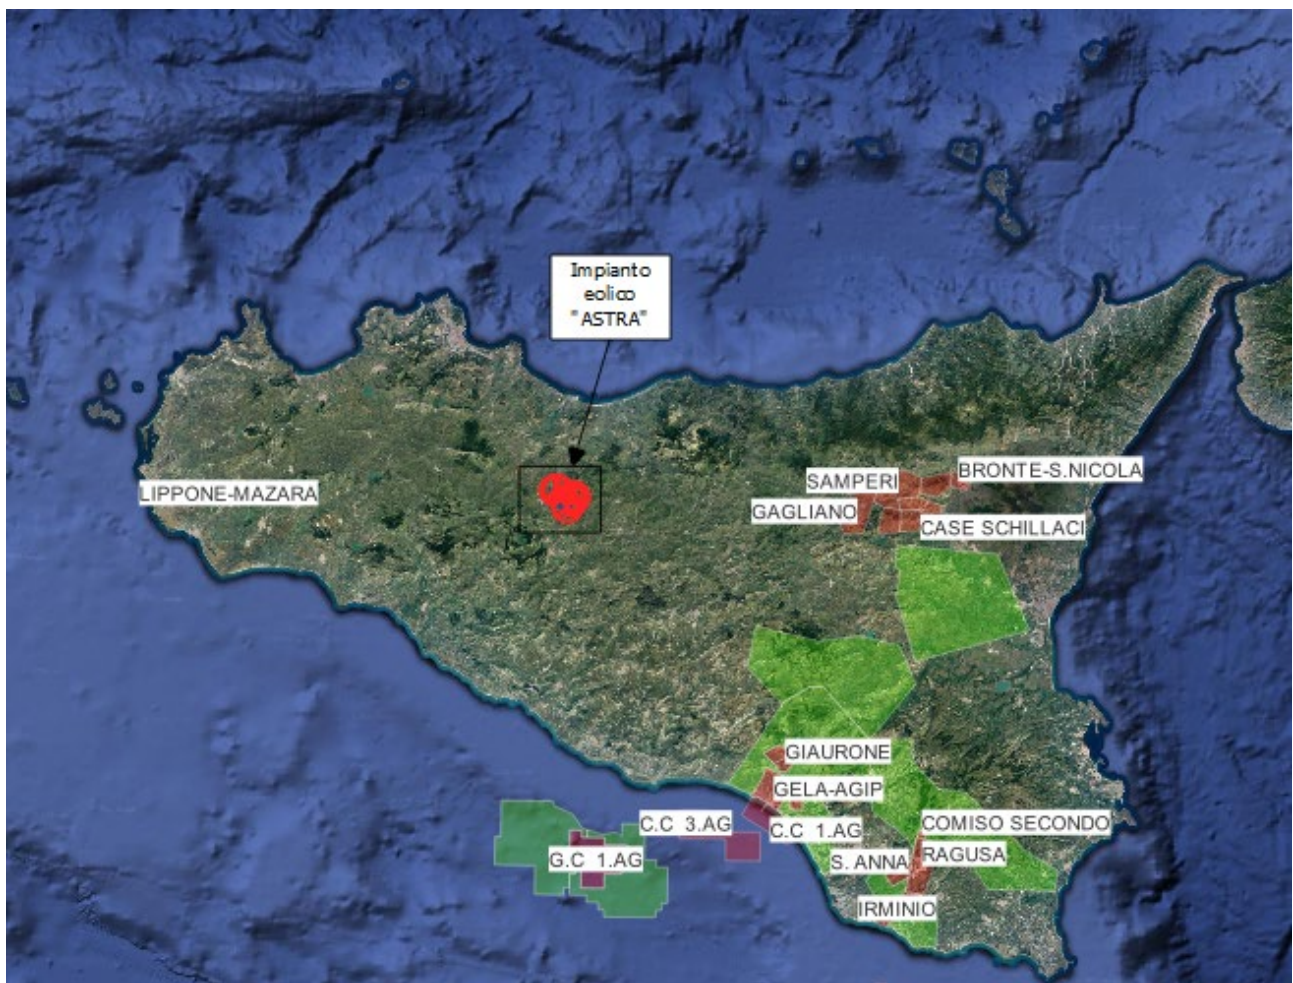 Impianto
eolico
"ASTRA"
BRONTE-S.NICOLA
SAMPERI
LIPPONE-MAZARA
GAGLIANO
CASE SCHILLACI
GIAURONE
GELA-AGIP
C.C 3.AG
C.C 1.AG
COMISO SECONDO
G.C 1.AG
S. ANNA
RAGUSA
IRMINIO